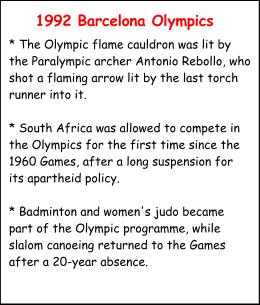 1992 Barcelona Olympics
* The Olympic flame cauldron was lit by
the Paralympic archer Antonio Rebollo, who
shot a flaming arrow lit by the last torch
runner into it.
* South Africa was allowed to compete in
the Olympics for the first time since the
1960 Games, after a long suspension for
its apartheid policy.
* Badminton and women's judo became
part of the Olympic programme, while
slalom canoeing returned to the Games
after a 20-year absence.